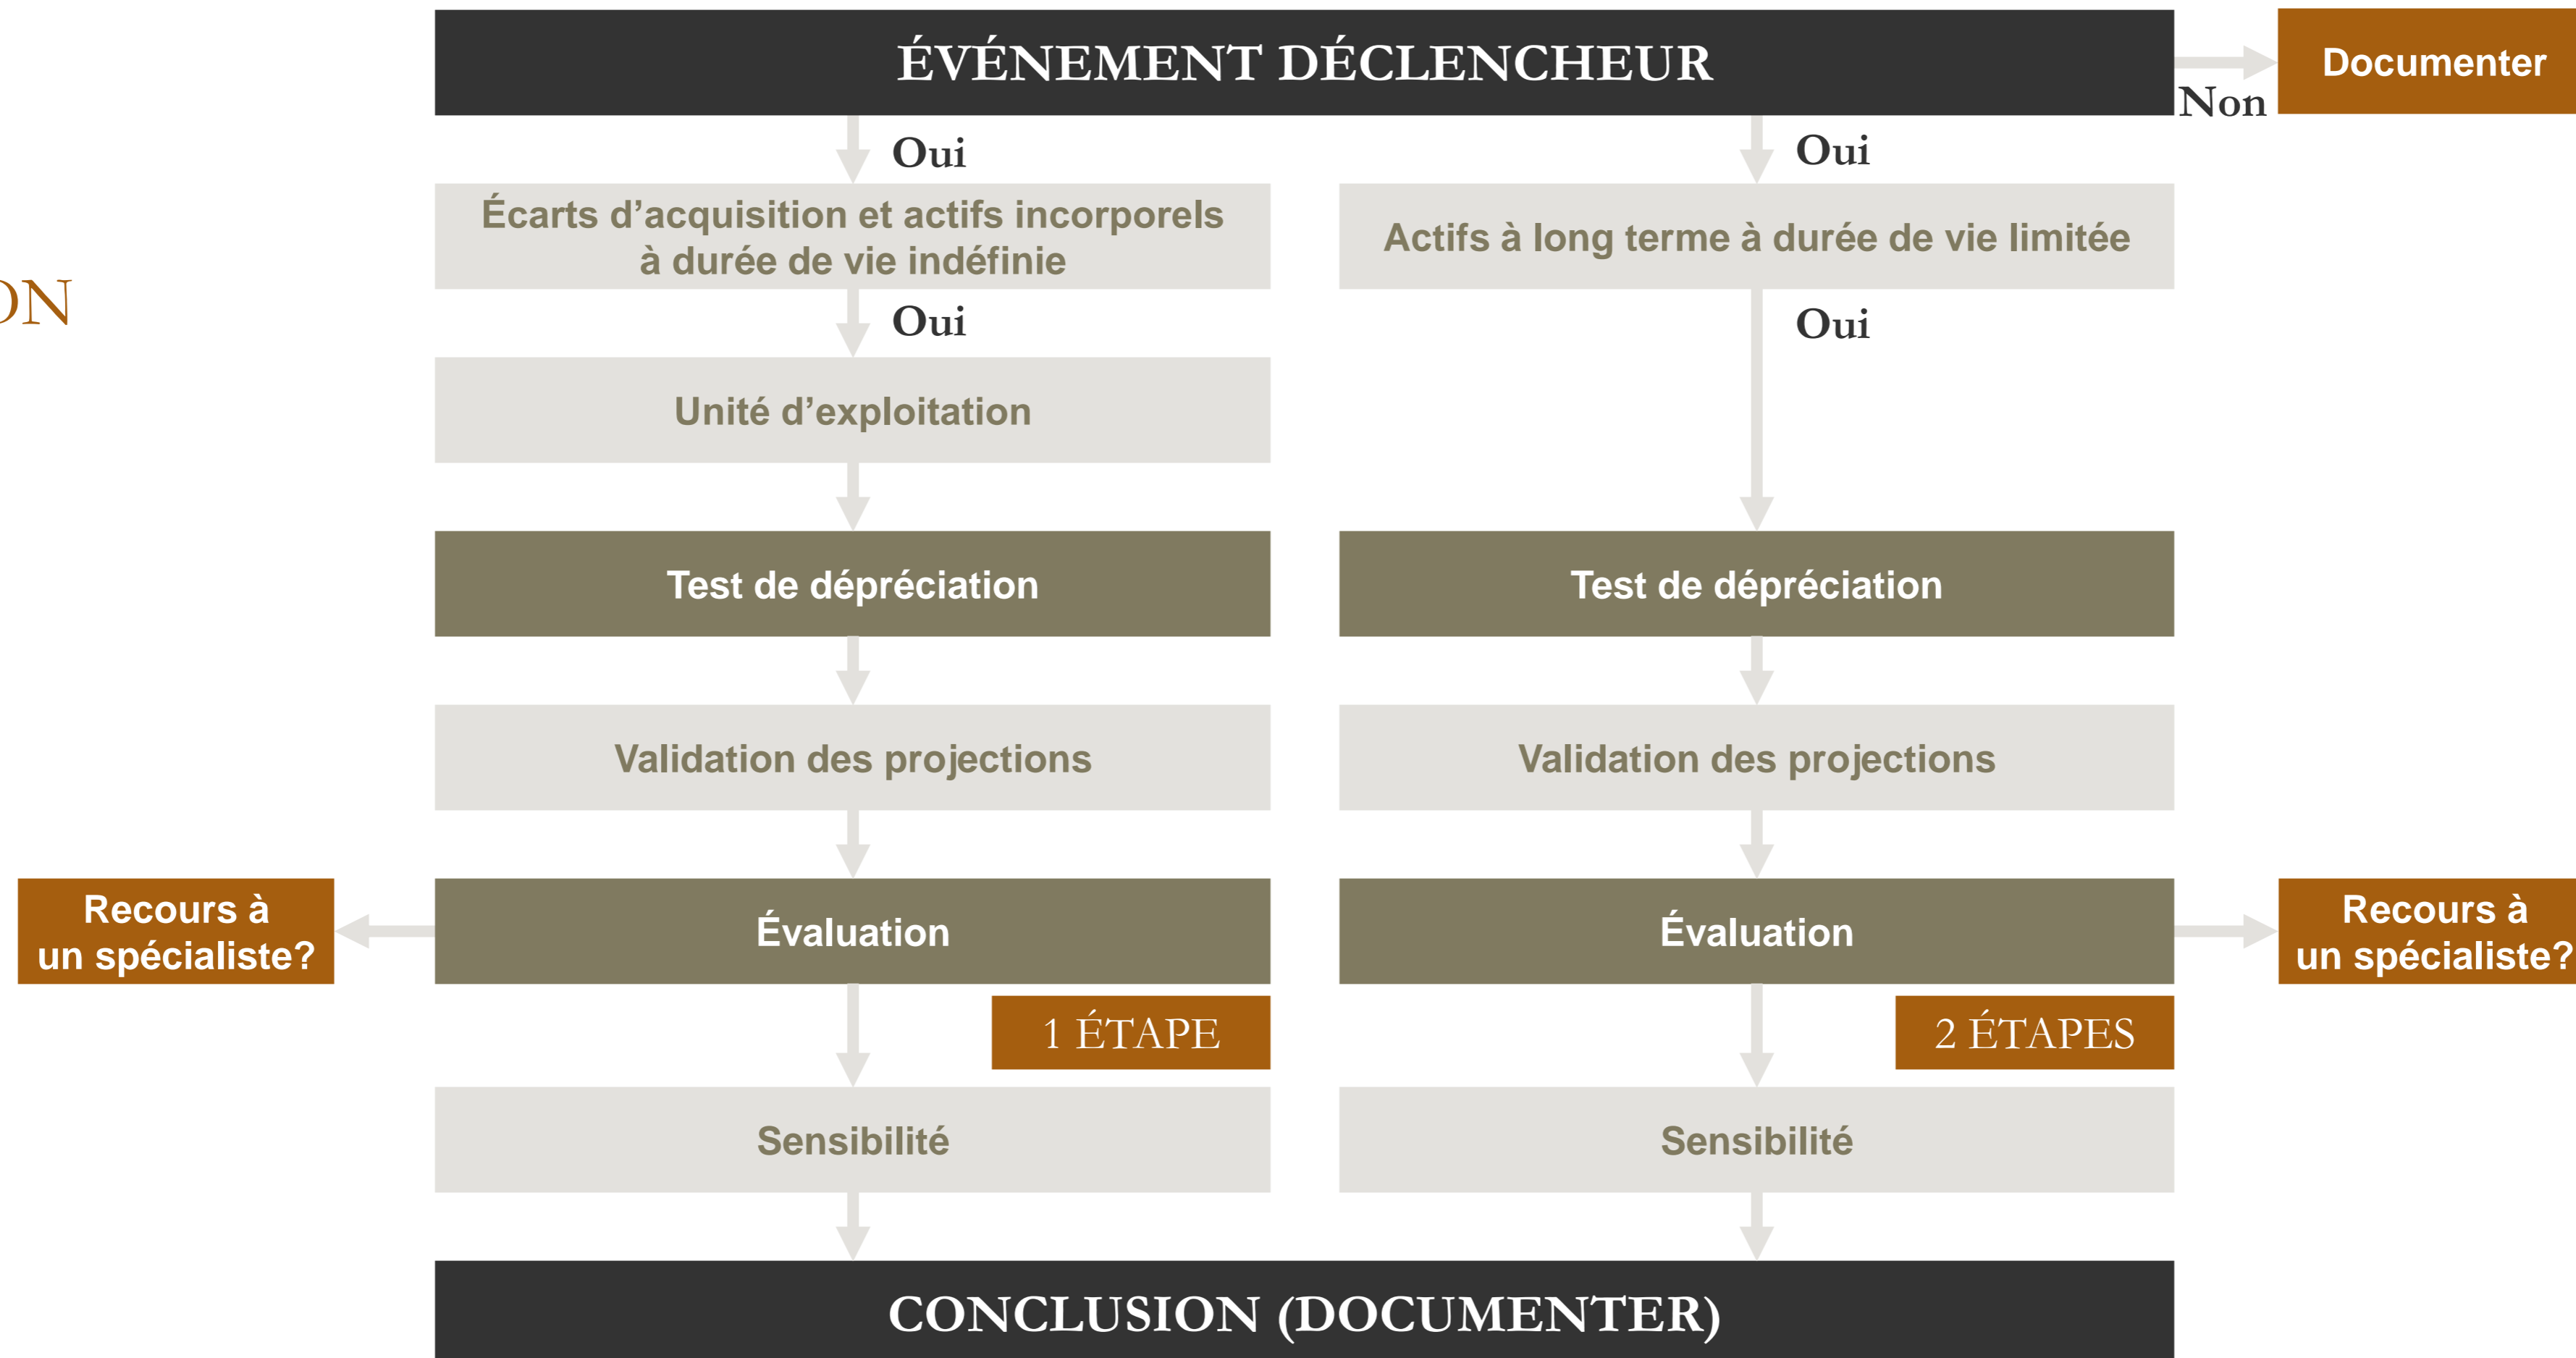 ÉVÉNEMENT DÉCLENCHEUR
Documenter
Non
Oui
Oui
Écarts d’acquisition et actifs incorporels
à durée de vie indéfinie
Actifs à long terme à durée de vie limitée
ON
Oui
Oui
Unité d’exploitation
Test de dépréciation
Test de dépréciation
Validation des projections
Validation des projections
Recours à
un spécialiste?
Évaluation
Évaluation
Recours à
un spécialiste?
1 ÉTAPE
2 ÉTAPES
Sensibilité
Sensibilité
CONCLUSION (DOCUMENTER)